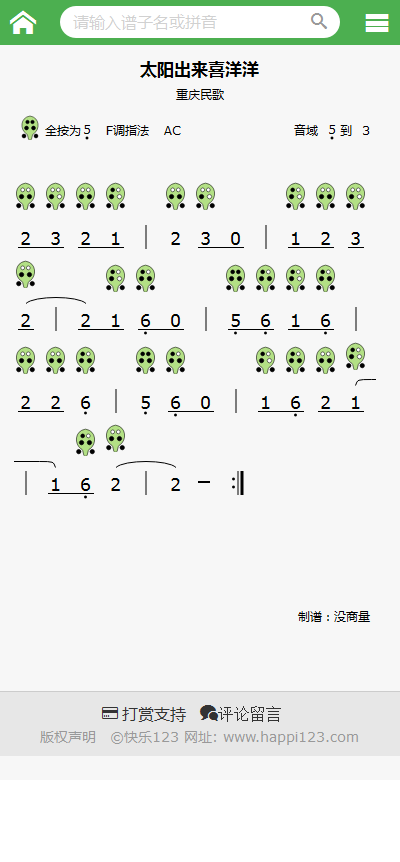 请输入谱子名或拼音
太阳出来喜洋洋
重庆民歌
全按为 5̣ F调指法 AC 音域 5̣ 到 3
2 3 2 1 | 2 3 0 | 1 2 3
2 | 2 1 6̣ 0 | 5̣ 6̣ 1 6̣ |
2 2 6̣ | 5̣ 6̣ 0 | 1 6̣ 2 1
| 1 6̣ 2 | 2 – :||
制谱：没商量
打赏支持 评论留言
版权声明 ©快乐123 网址: www.happi123.com